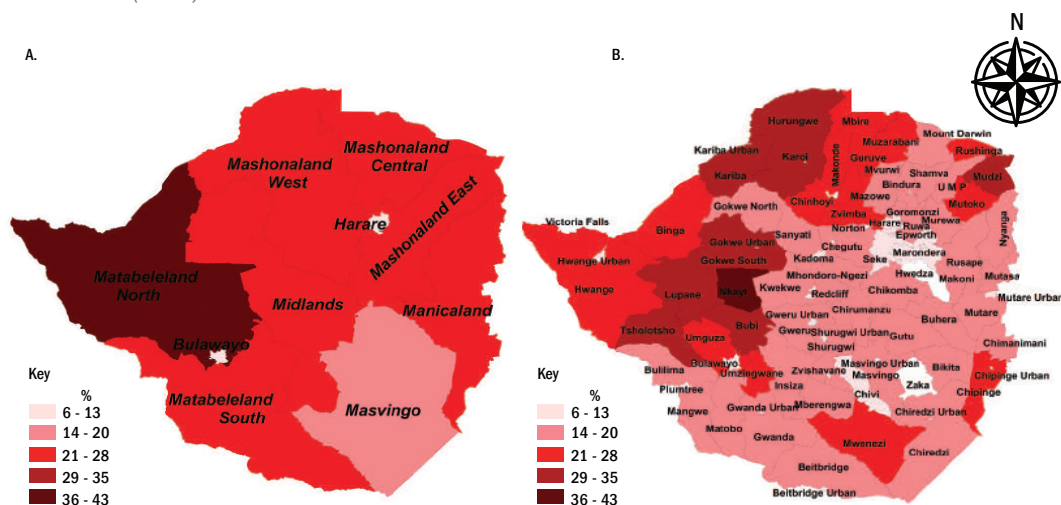 A.
Mashonaland
West
Mashonaland
Central
Harare
Mashonaland East
Matabeleland
North
Midlands
Manicaland
Bulawayo
Matabeleland
South
Masvingo
Key
%
6 - 13
14 - 20
21 - 28
29 - 35
36 - 43
N
B.
Hurungwe
Mbire
Kariba Urban
Karoi
Makonde
Muzarabani
Mount Darwin
Rushinga
Guruve
Kariba
Mvurwi
Shamva
Mudzi
Bindura
U M P
Chinhoyi
Mazowe
Mutoko
Gokwe North
Zvimba
Goromonzi
Victoria Falls
Norton
Harare
Ruwa
Murewa
Nyanga
Binga
Sanyati
Epworth
Gokwe Urban
Chegutu
Marondera
Hwange Urban
Gokwe South
Kadoma
Seke
Rusape
Hwange
Mhondoro-Ngezi
Hwedza
Makoni
Mutasa
Lupane
Nkayi
Kwekwe
Redcliff
Chikomba
Mutare Urban
Chirumanzu
Buhera
Mutare
Tsholotsho
Bubi
Gweru Urban
Umguza
Gweru
Shurugwi Urban
Gutu
Chimanimani
Shurugwi
Bulilima
Bulawayo
Masvingo Urban
Umzingwane
Zvishavane
Masvingo
Bikita
Chipinge Urban
Plumtree
Insiza
Chivi
Zaka
Chipinge
Mangwe
Gwanda Urban
Mberengwa
Chiredzi Urban
Matobo
Gwanda
Mwenezi
Chiredzi
Beitbridge
Beitbridge Urban
Key
%
6 - 13
14 - 20
21 - 28
29 - 35
36 - 43